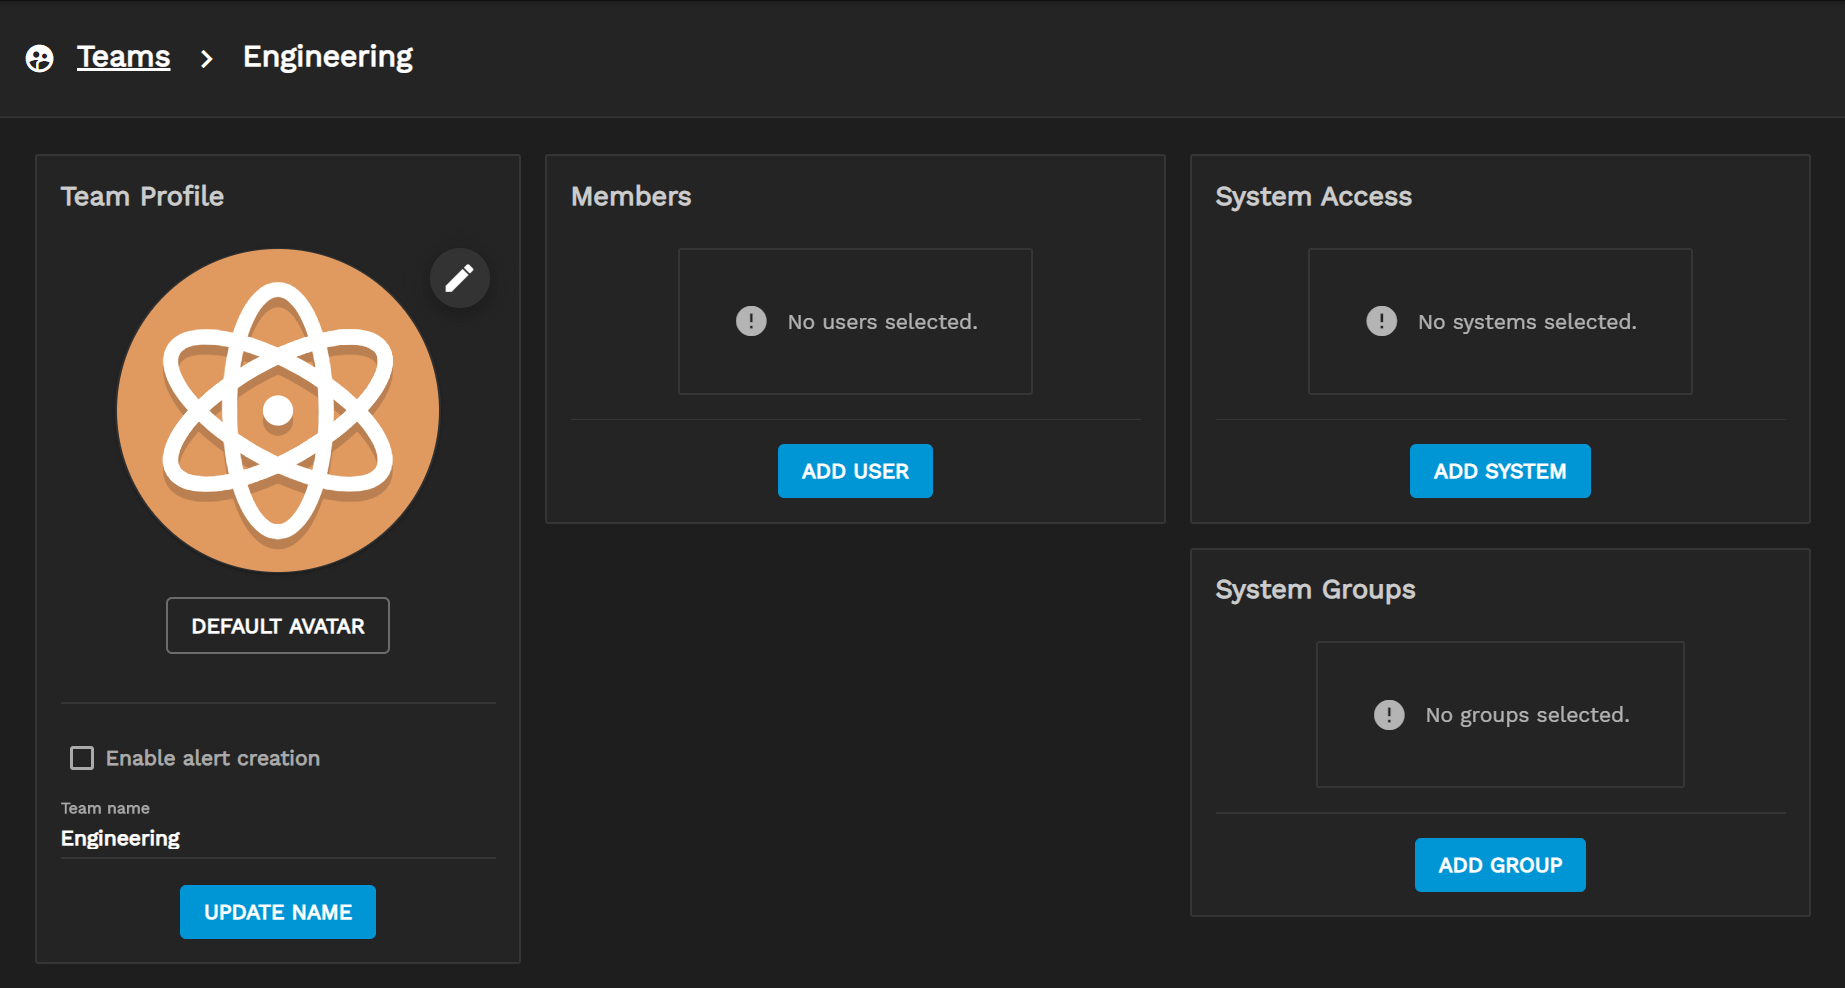 Teams > Engineering
Team Profile
DEFAULT AVATAR
Enable alert creation
Team name
Engineering
UPDATE NAME
Members
No users selected.
ADD USER
System Access
No systems selected.
ADD SYSTEM
System Groups
No groups selected.
ADD GROUP